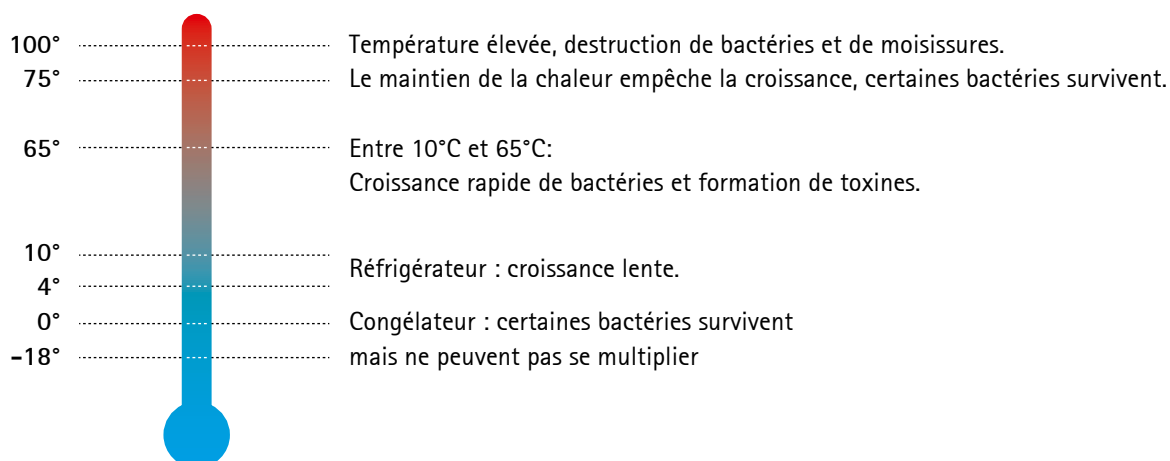 100° Température élevée, destruction de bactéries et de moisissures.
75° Le maintien de la chaleur empêche la croissance, certaines bactéries survivent.
65° Entre 10°C et 65°C:
Croissance rapide de bactéries et formation de toxines.
10°
Réfrigérateur : croissance lente.
4°
0° Congélateur : certaines bactéries survivent
-18° mais ne peuvent pas se multiplier